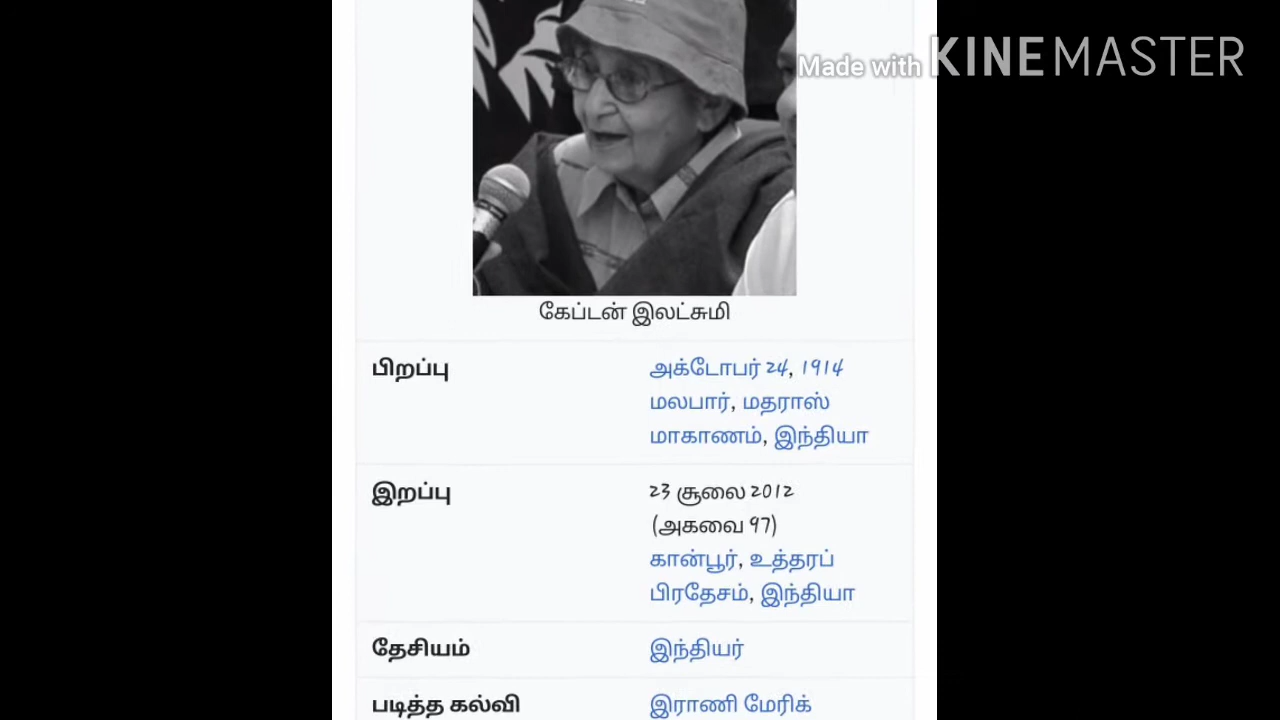 Made with KINEMASTER
கேப்டன் இலட்சுமி
பிறப்பு
அக்டோபர் 24, 1914
மலபார், மதராஸ்
மாகாணம், இந்தியா
இறப்பு
23 சூலை 2012
(அகவை 97)
கான்பூர், உத்தரப்
பிரதேசம், இந்தியா
தேசியம்
இந்தியர்
படித்த கல்வி
இராணி மேரிக்